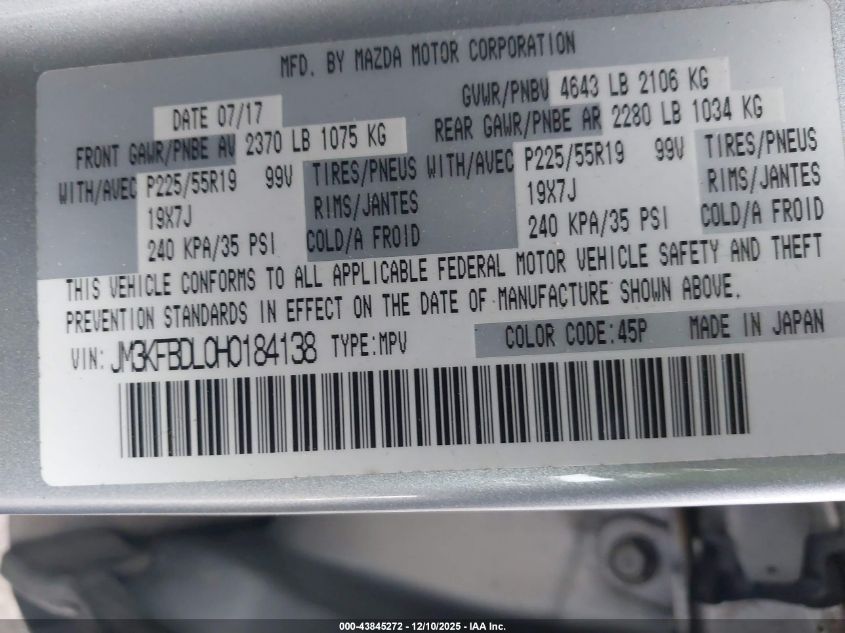 MFD. BY MAZDA MOTOR CORPORATION
DATE 07/17 GVWR/PNBV 4643 LB 2106 KG
FRONT GAWR/PNBE AV 2370 LB 1075 KG REAR GAWR/PNBE AR 2280 LB 1034 KG
WITH/AVEC P225/55R19 99V TIRES/PNEUS WITH/AVEC P225/55R19 99V TIRES/PNEUS
19X7J RIMS/JANTES 19X7J RIMS/JANTES
240 KPA/35 PSI COLD/A FROID 240 KPA/35 PSI COLD/A FROID
THIS VEHICLE CONFORMS TO ALL APPLICABLE FEDERAL MOTOR VEHICLE SAFETY AND THEFT
PREVENTION STANDARDS IN EFFECT ON THE DATE OF MANUFACTURE SHOWN ABOVE.
VIN: JM3KFBDL0H0184138 TYPE:MPV COLOR CODE:45P MADE IN JAPAN
000-43845272 - 12/10/2025 - IAA Inc.